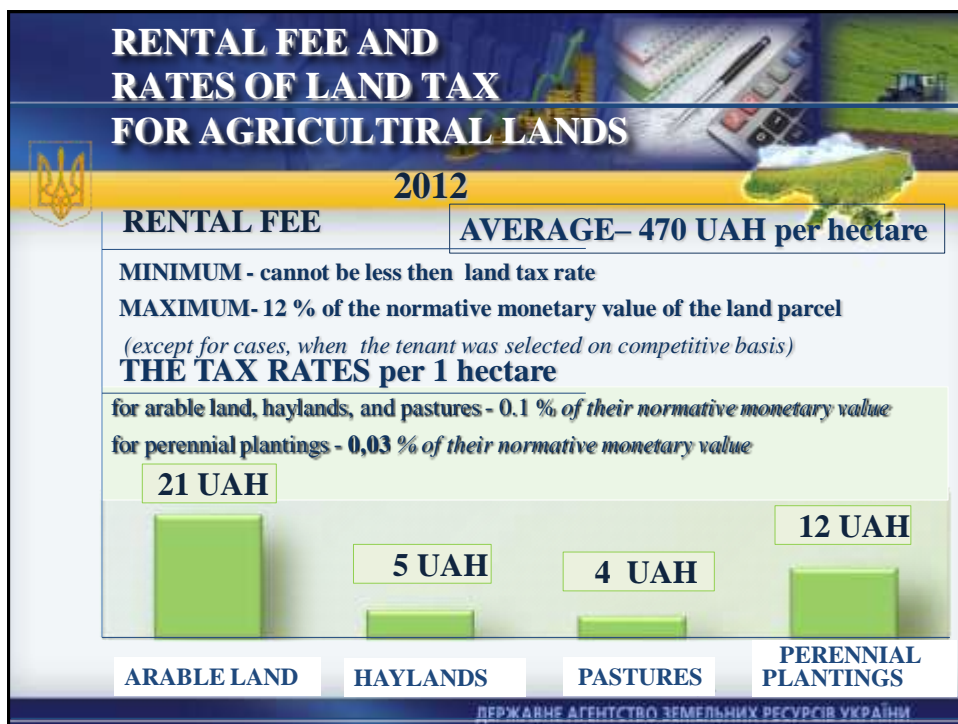 RENTAL FEE AND
RATES OF LAND TAX
FOR AGRICULTIRAL LANDS
2012
RENTAL FEE
AVERAGE– 470 UAH per hectare
MINIMUM - cannot be less then land tax rate
MAXIMUM- 12 % of the normative monetary value of the land parcel
(except for cases, when the tenant was selected on competitive basis)
THE TAX RATES per 1 hectare
for arable land, haylands, and pastures - 0.1 % of their normative monetary value
for perennial plantings - 0,03 % of their normative monetary value
21 UAH
5 UAH
4 UAH
12 UAH
ARABLE LAND
HAYLANDS
PASTURES
PERENNIAL
PLANTINGS
ДЕРЖАВНЕ АГЕНТСТВО ЗЕМЕЛЬНИХ РЕСУРСІВ УКРАЇНИ